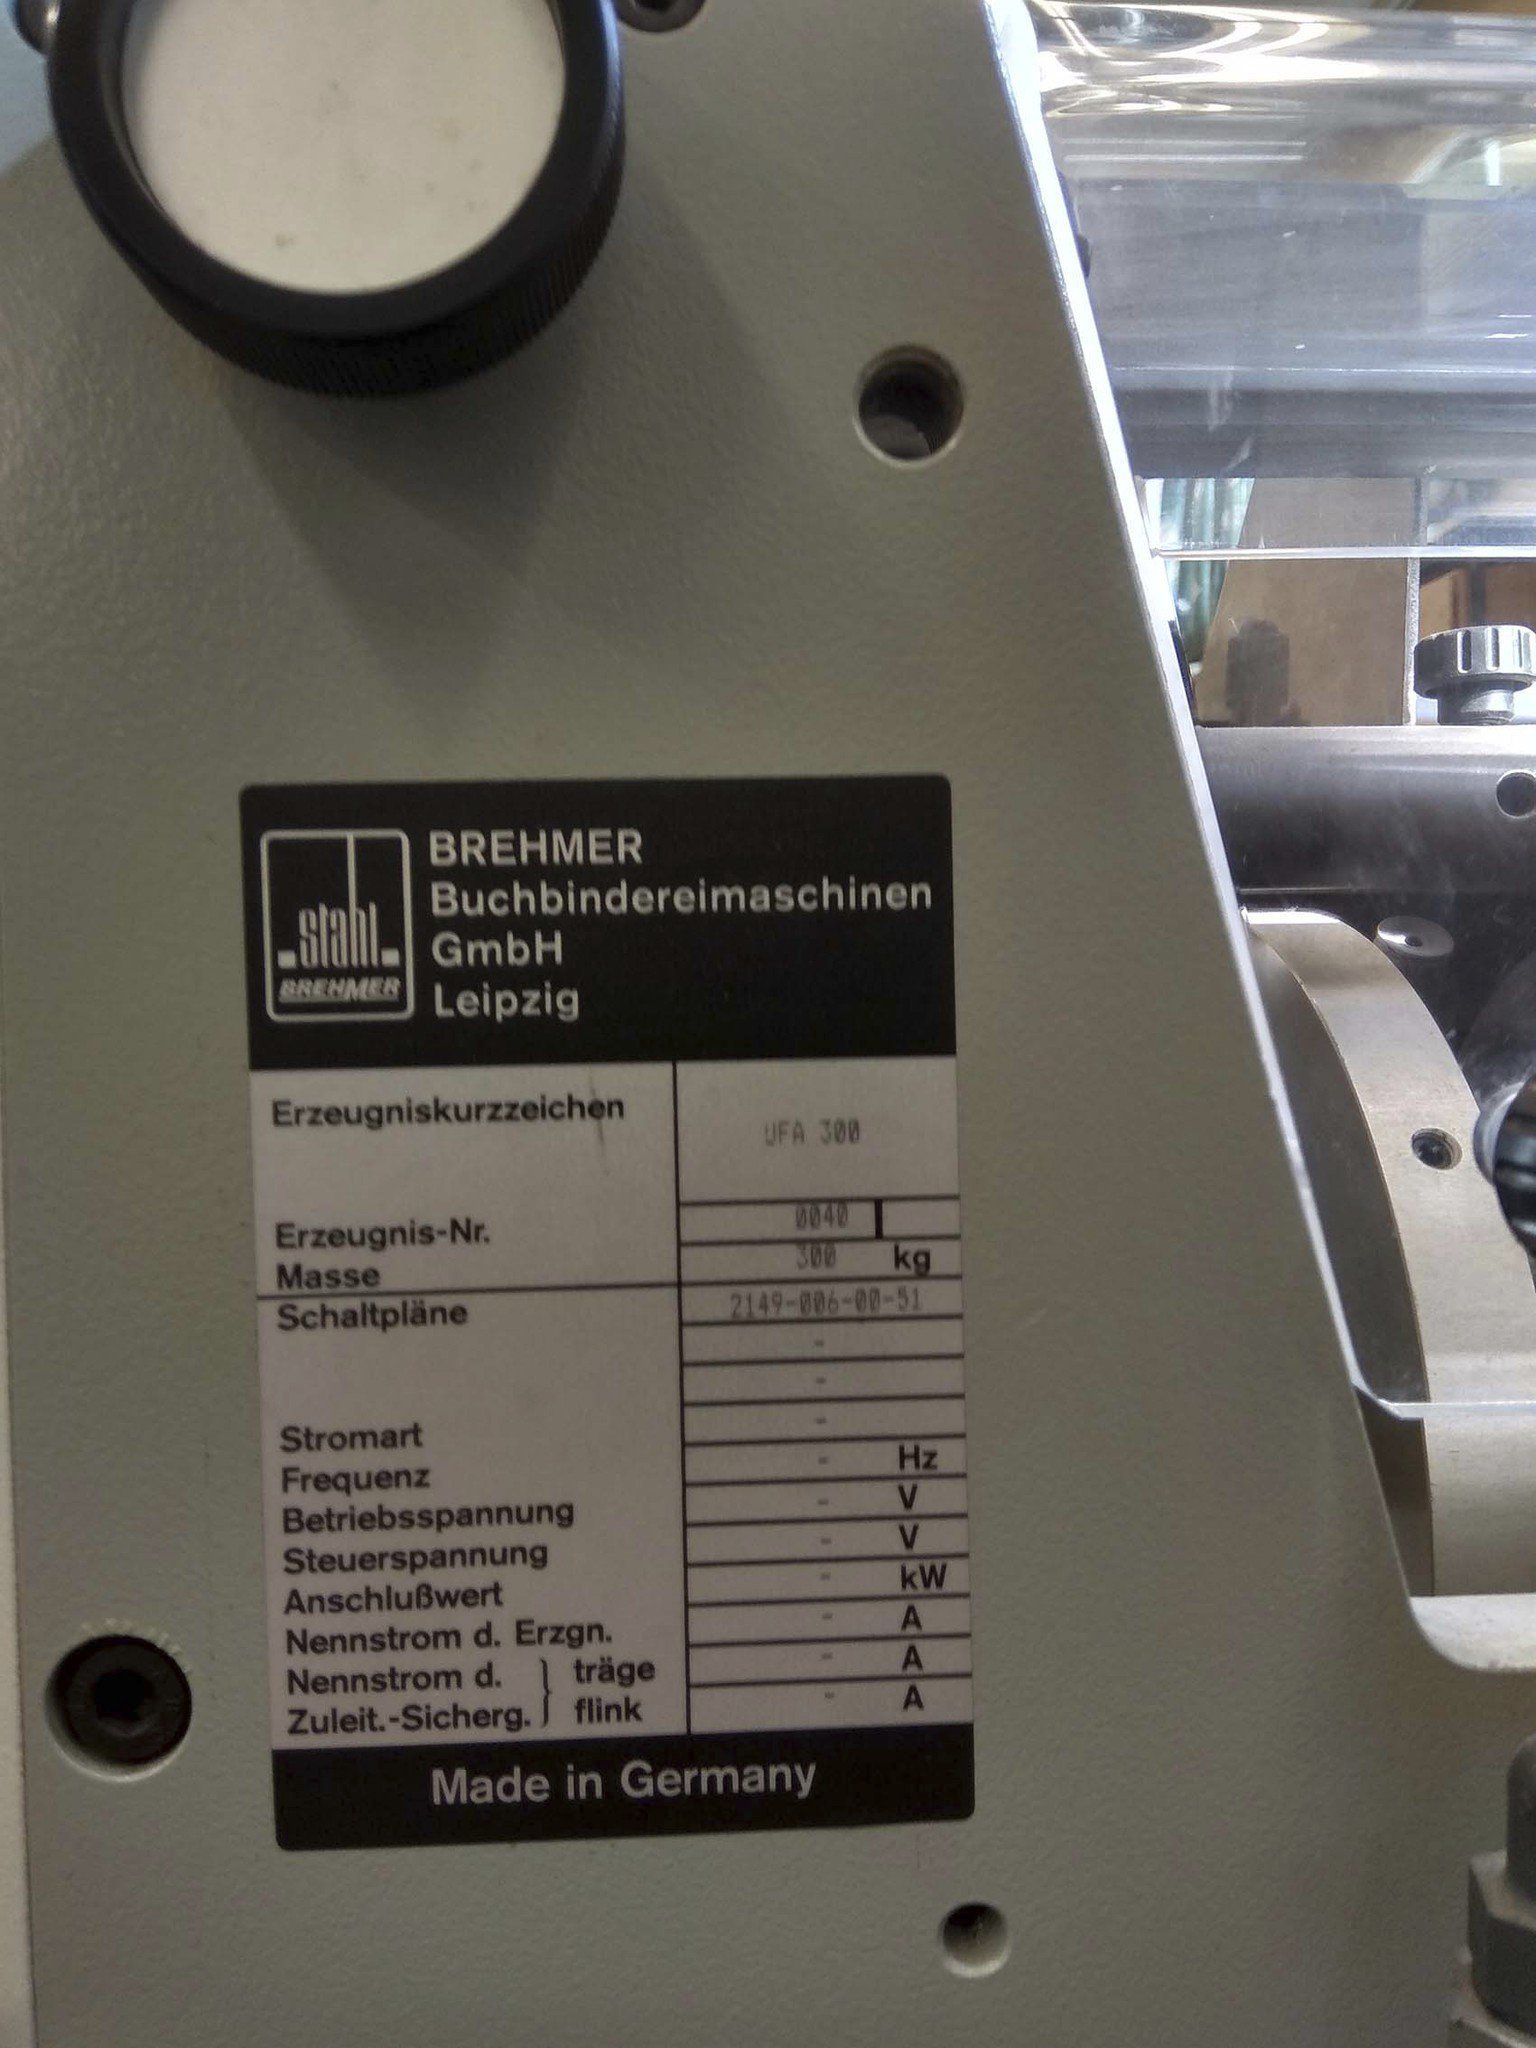 BREHMER
Buchbindereimaschinen
GmbH
Leipzig
stahl
BREHMER
Erzeugniskurzzeichen UFA 300
Erzeugnis-Nr. 0040
Masse 300 kg
Schaltpläne 2149-006-00-51
-
-
Stromart -
Frequenz - Hz
Betriebsspannung - V
Steuerspannung - V
Anschlußwert - kW
Nennstrom d. Erzgn. - A
Nennstrom d. } träge - A
Zuleit.-Sicherg. } flink - A
Made in Germany